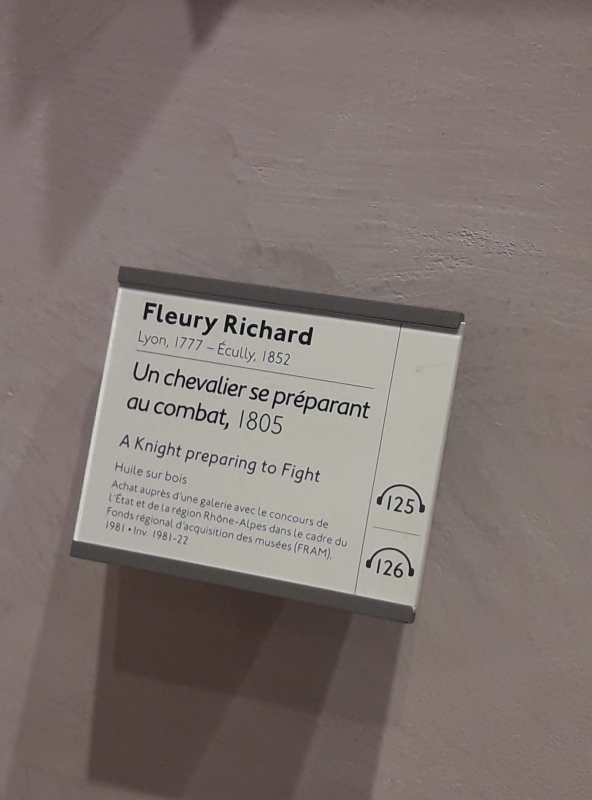 Fleury Richard
Lyon, 1777 – Écully, 1852
Un chevalier se préparant
au combat, 1805
A Knight preparing to Fight
Huile sur bois
Achat auprès d'une galerie avec le concours de
l'État et de la région Rhône-Alpes dans le cadre du
Fonds régional d'acquisition des musées (FRAM),
1981 • Inv. 1981-22
125
126